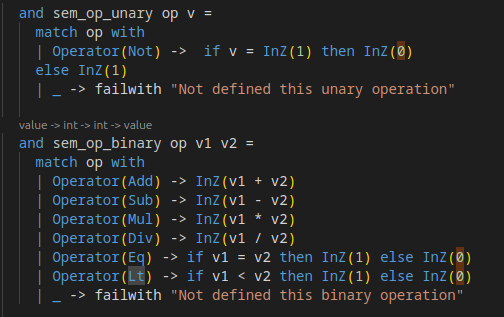 and sem_op_unary op v =
  match op with
  | Operator(Not) ->  if v = InZ(1) then InZ(0)
  else InZ(1)
  | _ -> failwith "Not defined this unary operation"
value -> int -> int -> value
and sem_op_binary op v1 v2 =
  match op with
  | Operator(Add) -> InZ(v1 + v2)
  | Operator(Sub) -> InZ(v1 - v2)
  | Operator(Mul) -> InZ(v1 * v2)
  | Operator(Div) -> InZ(v1 / v2)
  | Operator(Eq) -> if v1 = v2 then InZ(1) else InZ(0)
  | Operator(Lt) -> if v1 < v2 then InZ(1) else InZ(0)
  | _ -> failwith "Not defined this binary operation"